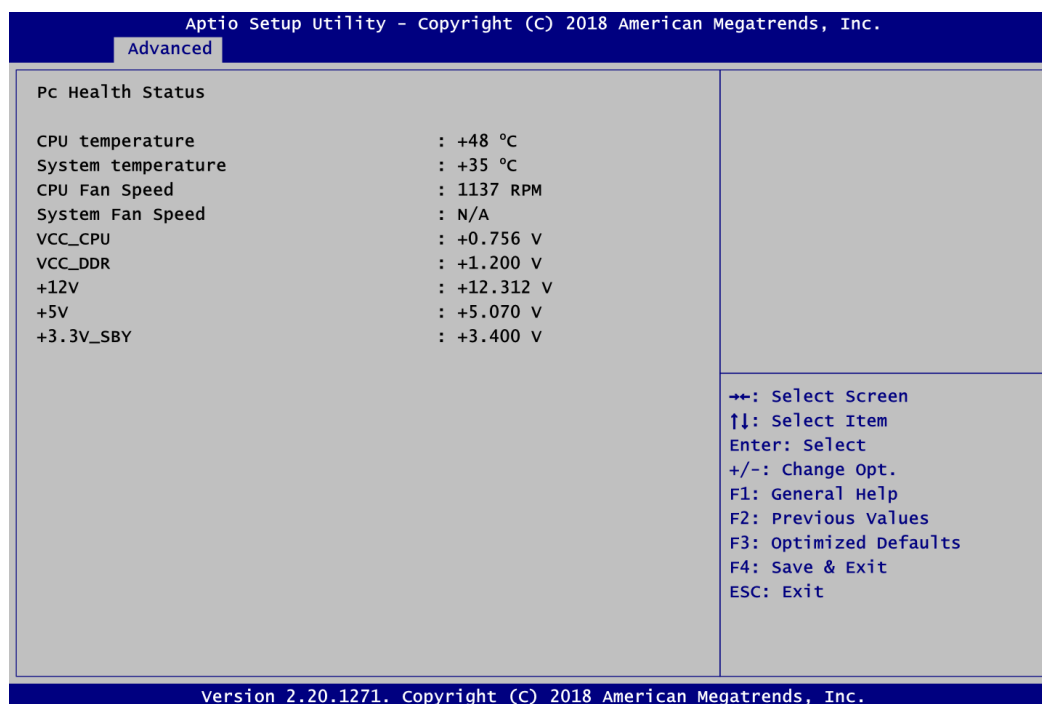 Aptio Setup Utility - Copyright (C) 2018 American Megatrends, Inc.
Advanced
Pc Health Status
CPU temperature : +48 °C
System temperature : +35 °C
CPU Fan Speed : 1137 RPM
System Fan Speed : N/A
VCC_CPU : +0.756 V
VCC_DDR : +1.200 V
+12V : +12.312 V
+5V : +5.070 V
+3.3V_SBY : +3.400 V
→←: Select Screen
↑↓: Select Item
Enter: Select
+/-: Change Opt.
F1: General Help
F2: Previous Values
F3: Optimized Defaults
F4: Save & Exit
ESC: Exit
Version 2.20.1271. Copyright (C) 2018 American Megatrends, Inc.